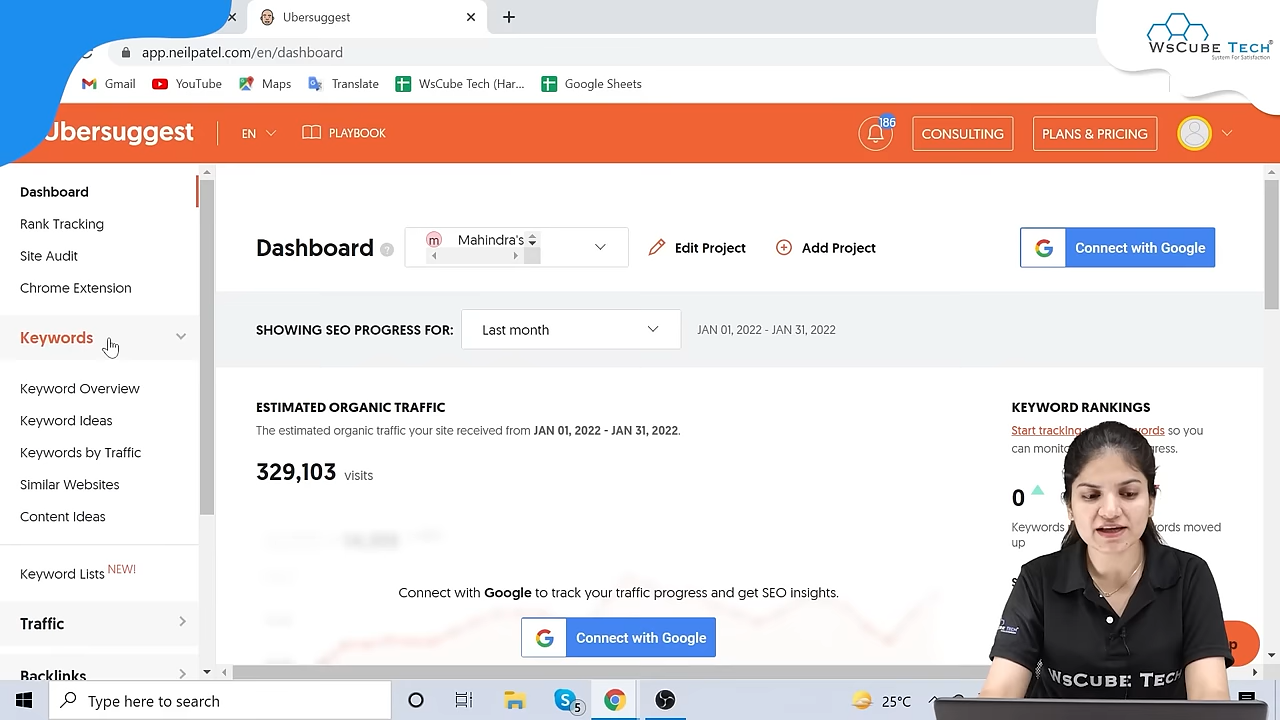 Ubersuggest
WsCube Tech
System For Satisfaction
app.neilpatel.com/en/dashboard
Gmail
YouTube
Maps
Translate
WsCube Tech (Har...
Google Sheets
Ubersuggest
EN
PLAYBOOK
186
CONSULTING
PLANS & PRICING
Dashboard
Rank Tracking
Site Audit
Chrome Extension
Keywords
Keyword Overview
Keyword Ideas
Keywords by Traffic
Similar Websites
Content Ideas
Keyword Lists NEW!
Traffic
Backlinks
Dashboard ?
m Mahindra's
Edit Project
Add Project
G Connect with Google
SHOWING SEO PROGRESS FOR:
Last month
JAN 01, 2022 - JAN 31, 2022
ESTIMATED ORGANIC TRAFFIC
The estimated organic traffic your site received from JAN 01, 2022 - JAN 31, 2022.
329,103 visits
Connect with Google to track your traffic progress and get SEO insights.
G Connect with Google
KEYWORD RANKINGS
Start tracking so you
can
0
Keywords moved
up
WsCube Tech
Type here to search
S 5
25°C